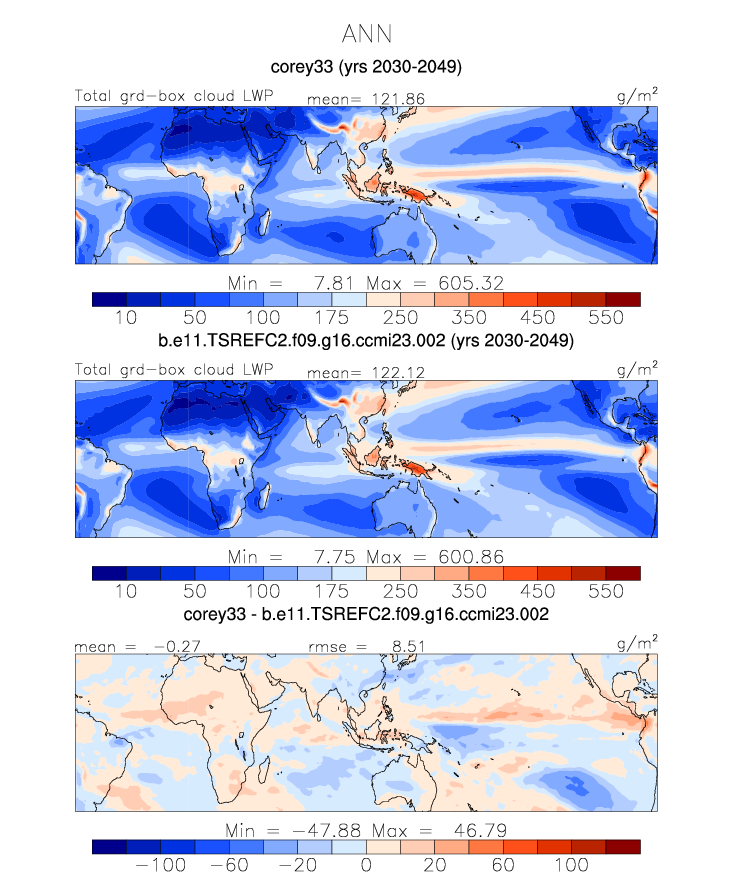 ANN
corey33 (yrs 2030-2049)
Total grd-box cloud LWP mean= 121.86 g/m²
Min = 7.81 Max = 605.32
10 50 100 175 250 350 450 550
b.e11.TSREFC2.f09.g16.ccmi23.002 (yrs 2030-2049)
Total grd-box cloud LWP mean= 122.12 g/m²
Min = 7.75 Max = 600.86
10 50 100 175 250 350 450 550
corey33 - b.e11.TSREFC2.f09.g16.ccmi23.002
mean = -0.27 rmse = 8.51 g/m²
Min = -47.88 Max = 46.79
-100 -60 -20 0 20 60 100